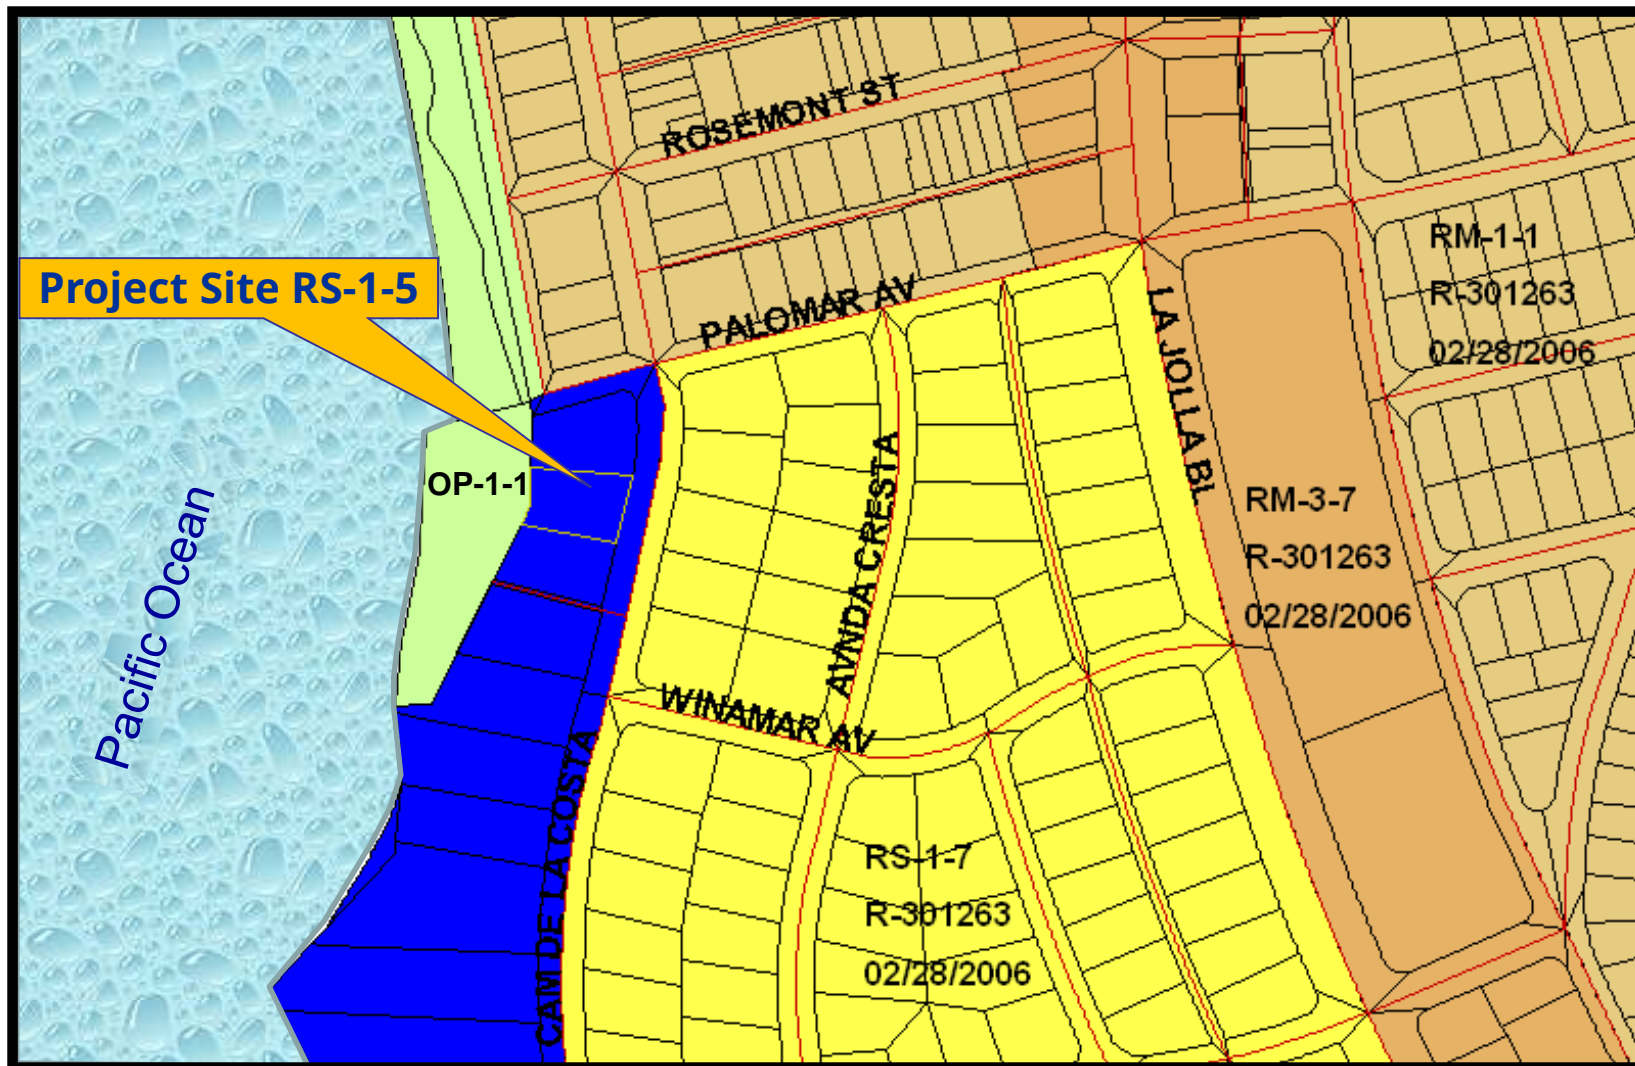 ROSEMONT ST
RM-1-1
R-301263
02/28/2006
Project Site RS-1-5
PALOMAR AV
LA JOLLA BL
OP-1-1
AVNDA CRESTA
RM-3-7
R-301263
02/28/2006
Pacific Ocean
WINAMAR AV
CAM DE LA COSTA
RS-1-7
R-301263
02/28/2006